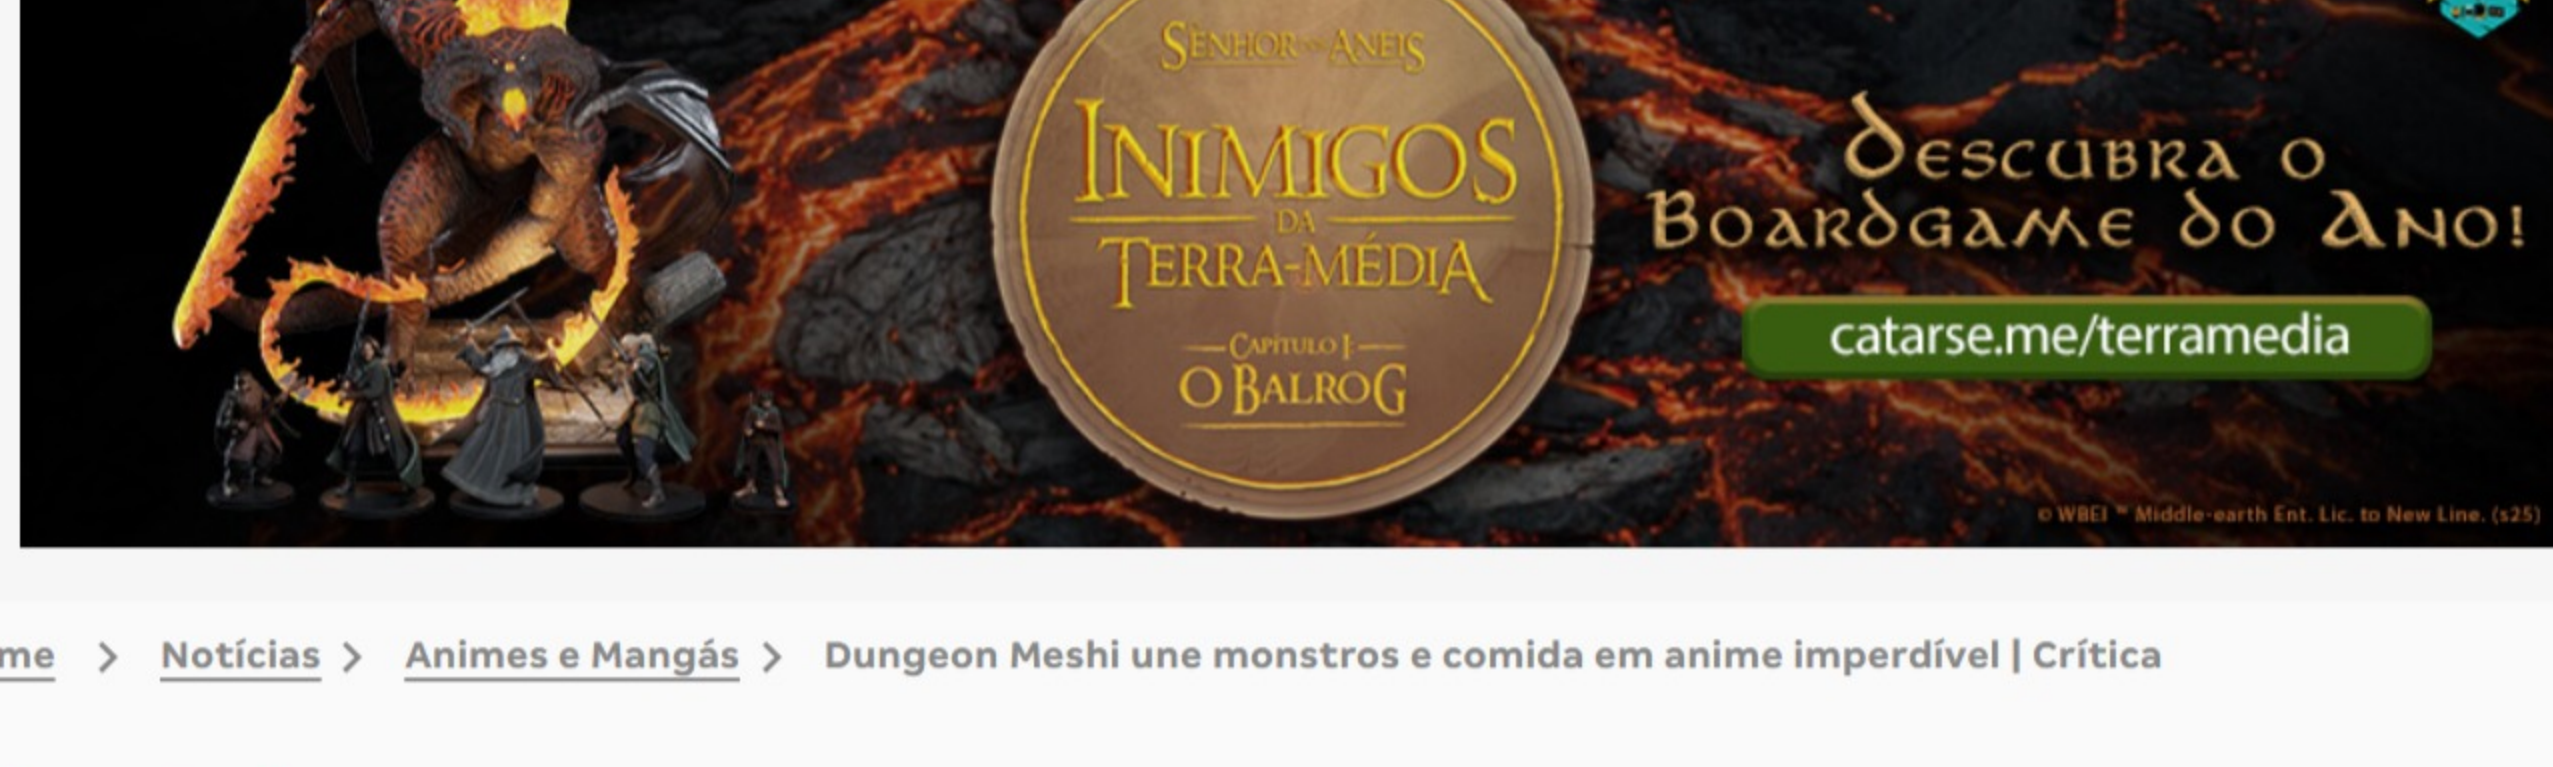 SENHOR DOS ANEIS
INIMIGOS
DA
TERRA-MÉDIA
CAPÍTULO I:
O BALROG
DESCUBRA O
BOARDGAME DO ANO!
catarse.me/terramedia
© WBEI ™ Middle-earth Ent. Lic. to New Line. (s25)
me > Notícias > Animes e Mangás > Dungeon Meshi une monstros e comida em anime imperdível | Crítica